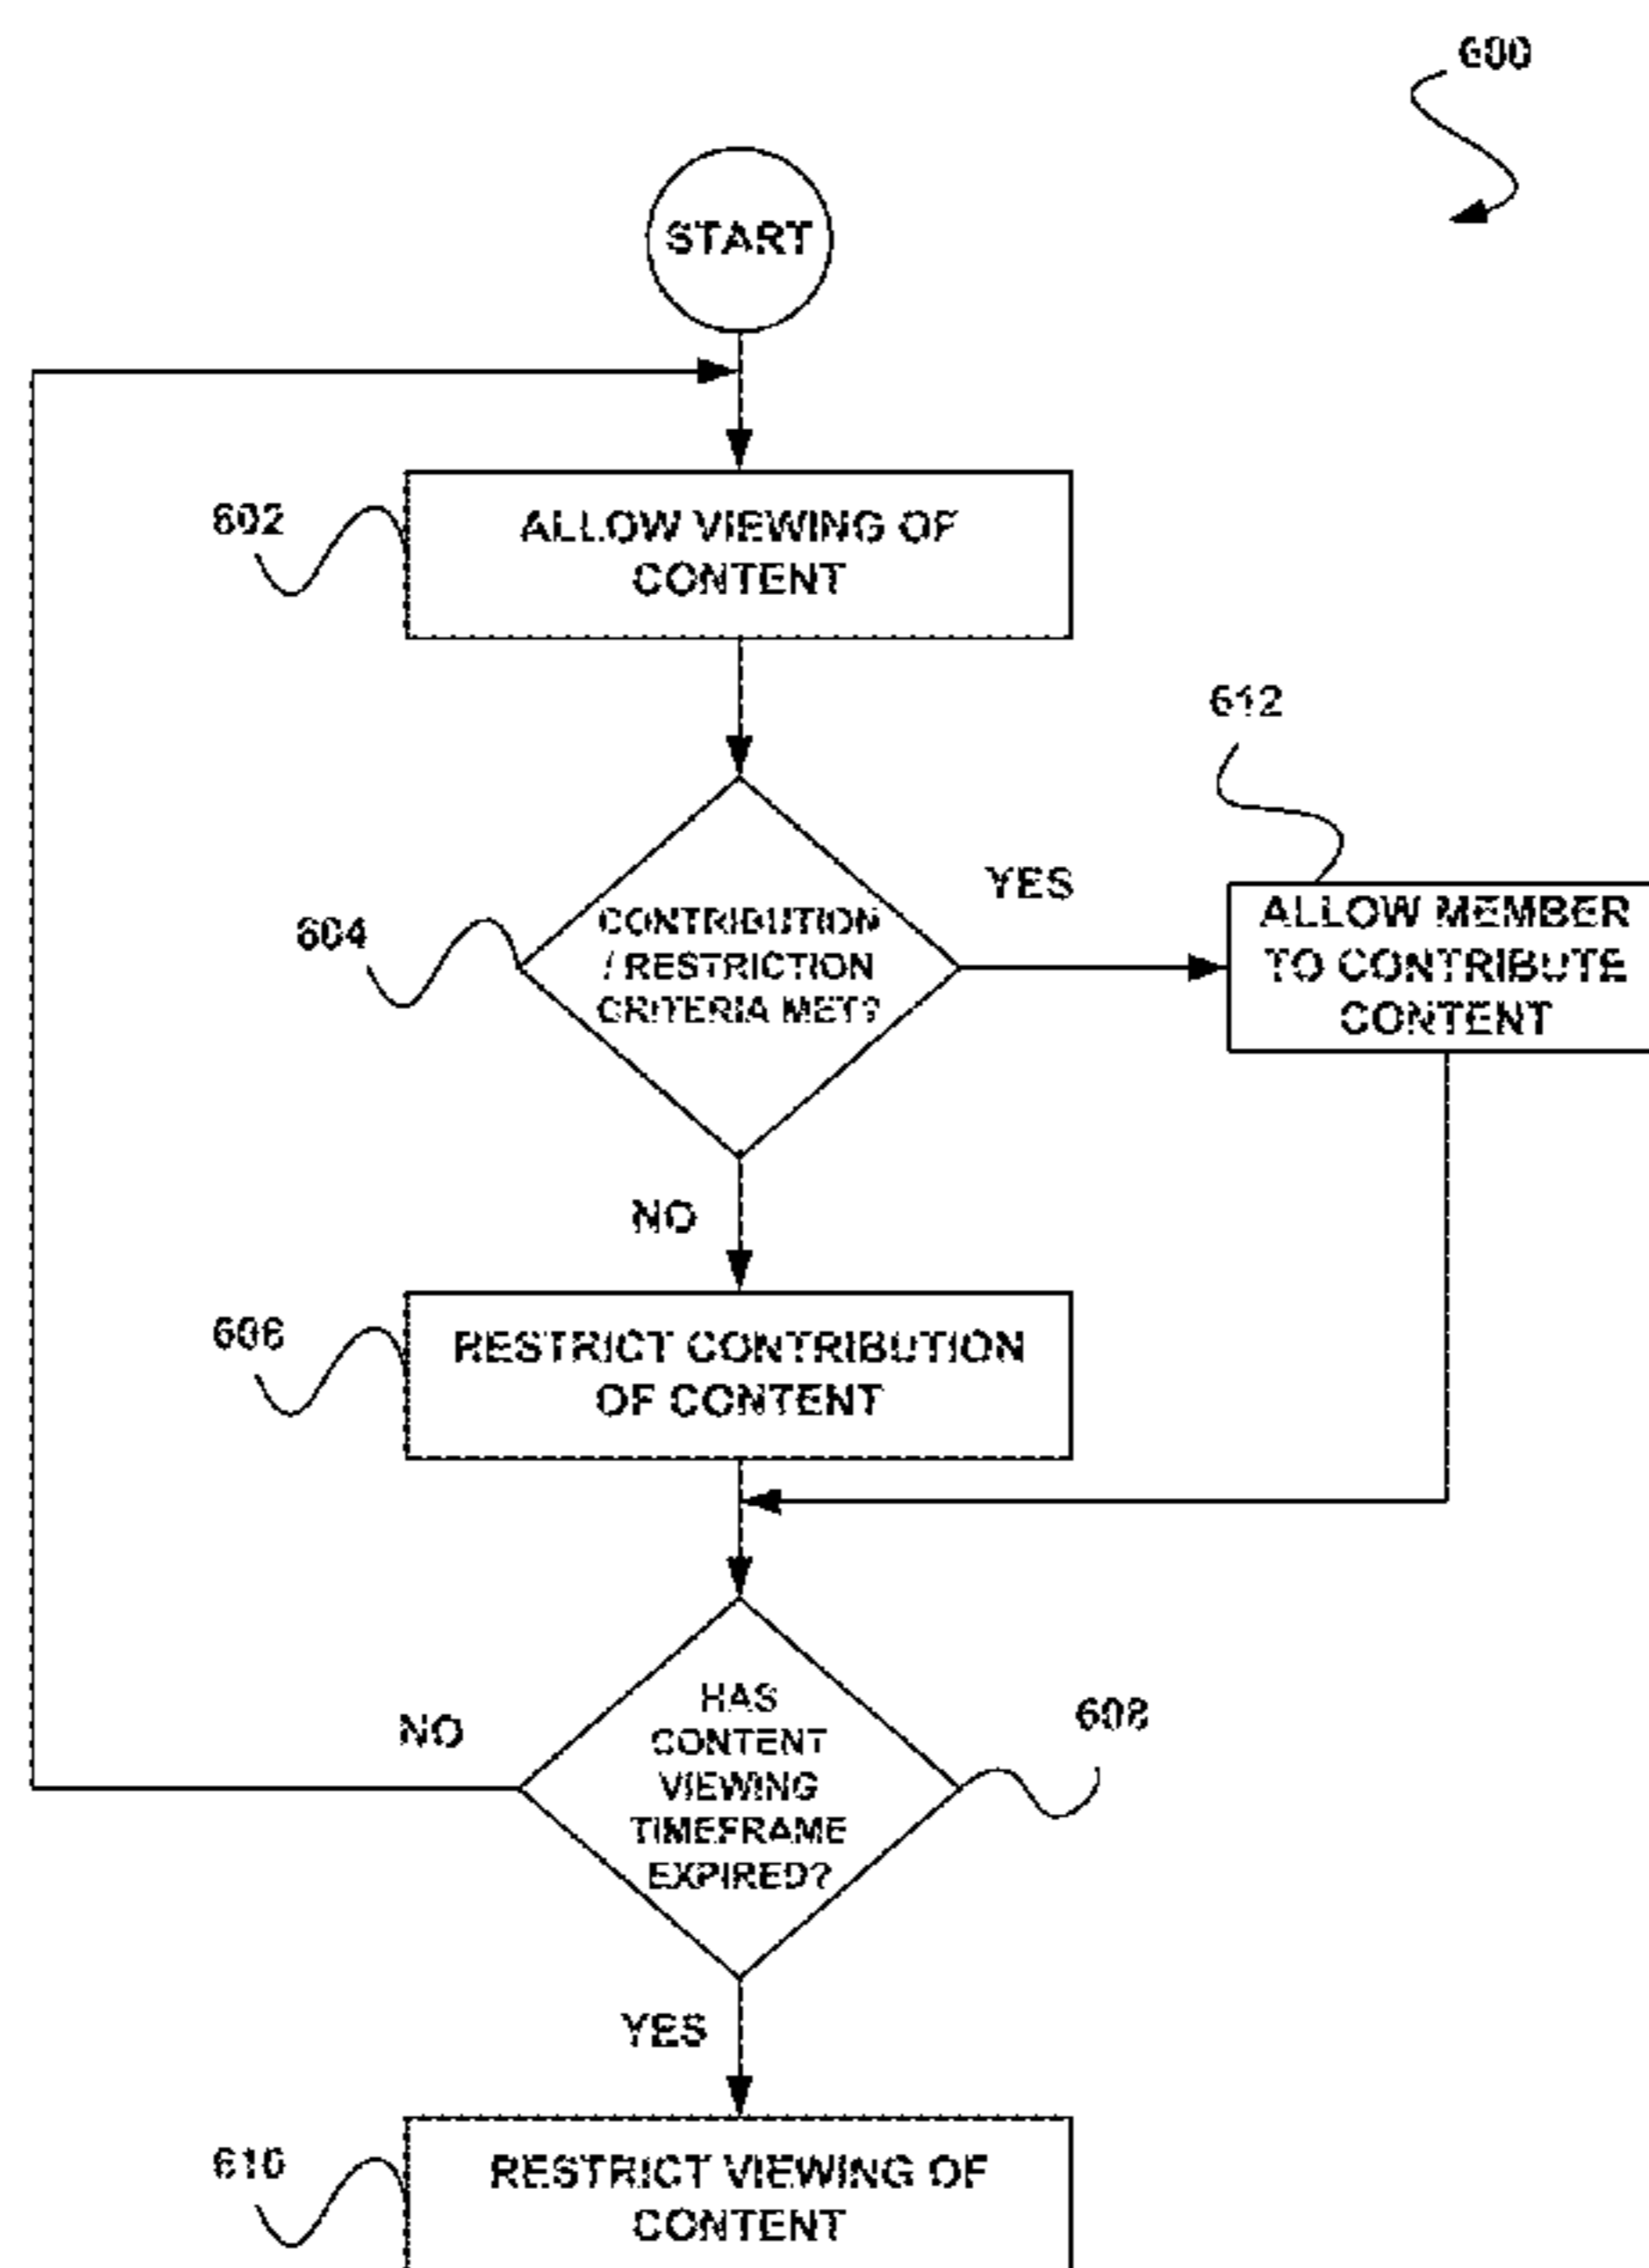 600
START
602
ALLOW VIEWING OF
CONTENT
612
YES
ALLOW MEMBER
TO CONTRIBUTE
CONTENT
604
CONTRIBUTION
/ RESTRICTION
CRITERIA MET?
NO
606
RESTRICT CONTRIBUTION
OF CONTENT
HAS
CONTENT
VIEWING
TIMEFRAME
EXPIRED?
608
NO
YES
610
RESTRICT VIEWING OF
CONTENT